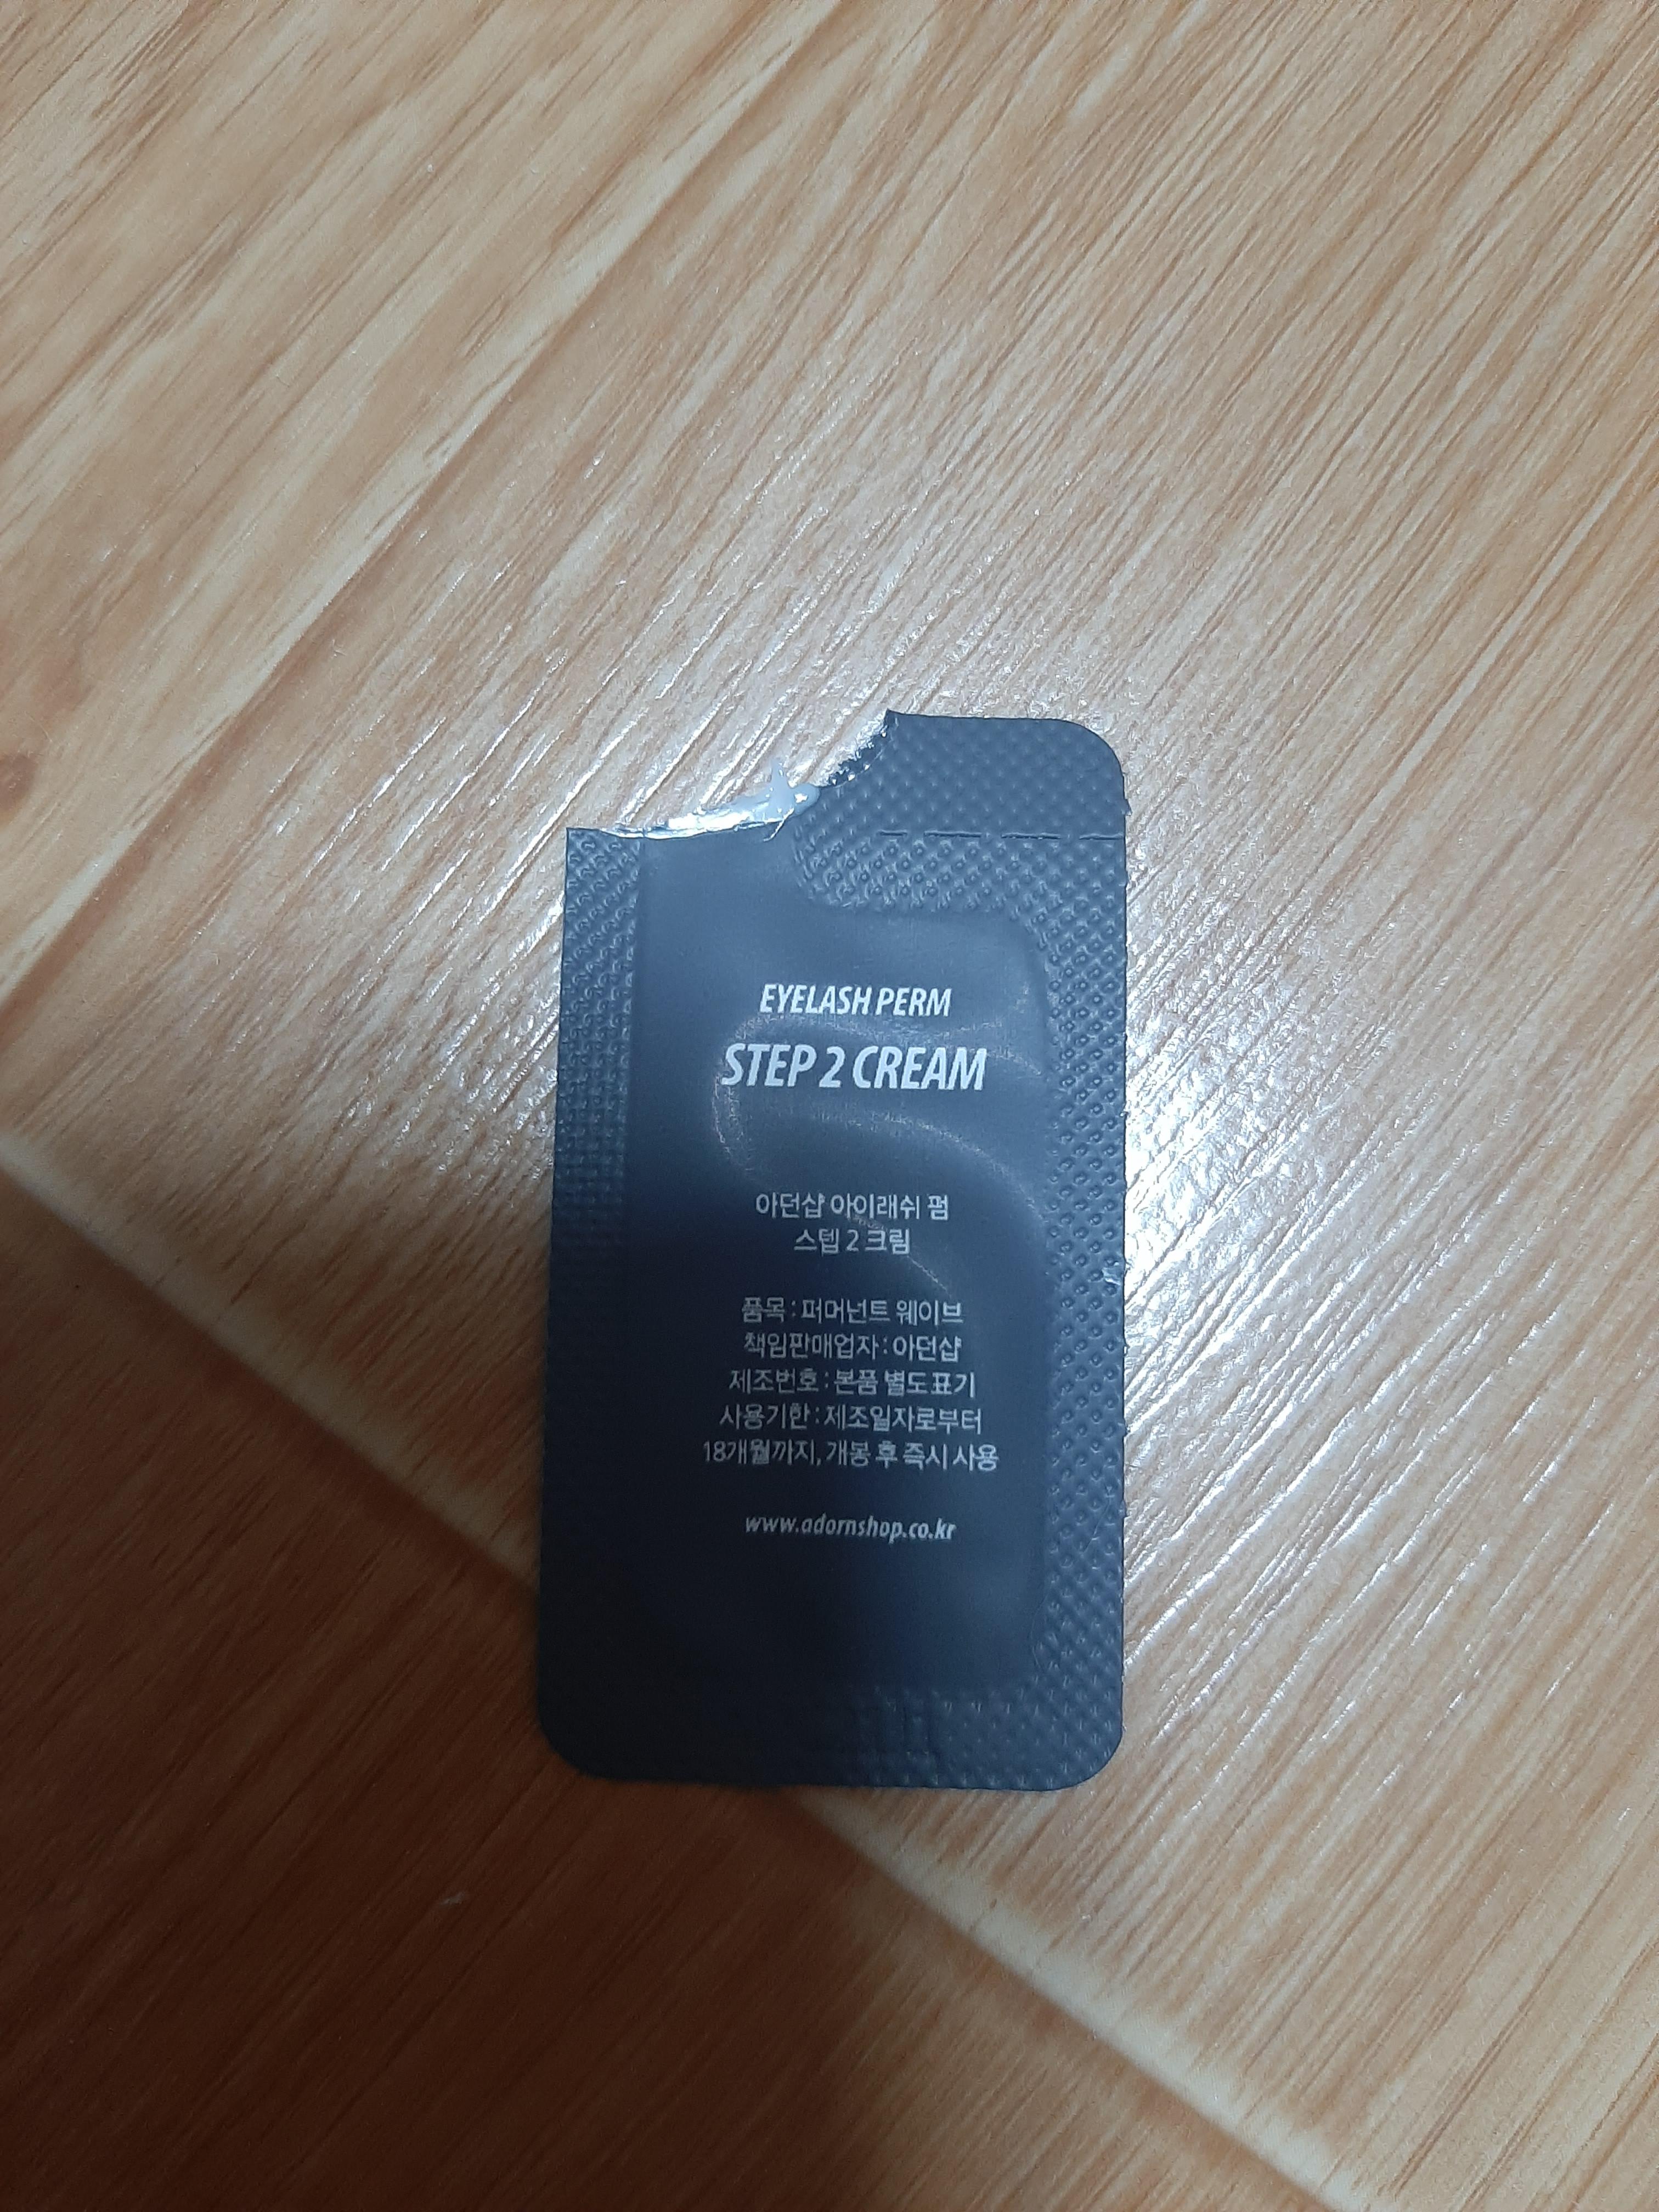 EYELASH PERM
STEP 2 CREAM
아던샵 아이래쉬 펌
스텝 2 크림
품목 : 퍼머넌트 웨이브
책임판매업자 : 아던샵
제조번호 : 본품 별도표기
사용기한 : 제조일자로부터
18개월까지, 개봉 후 즉시 사용
www.adornshop.co.kr